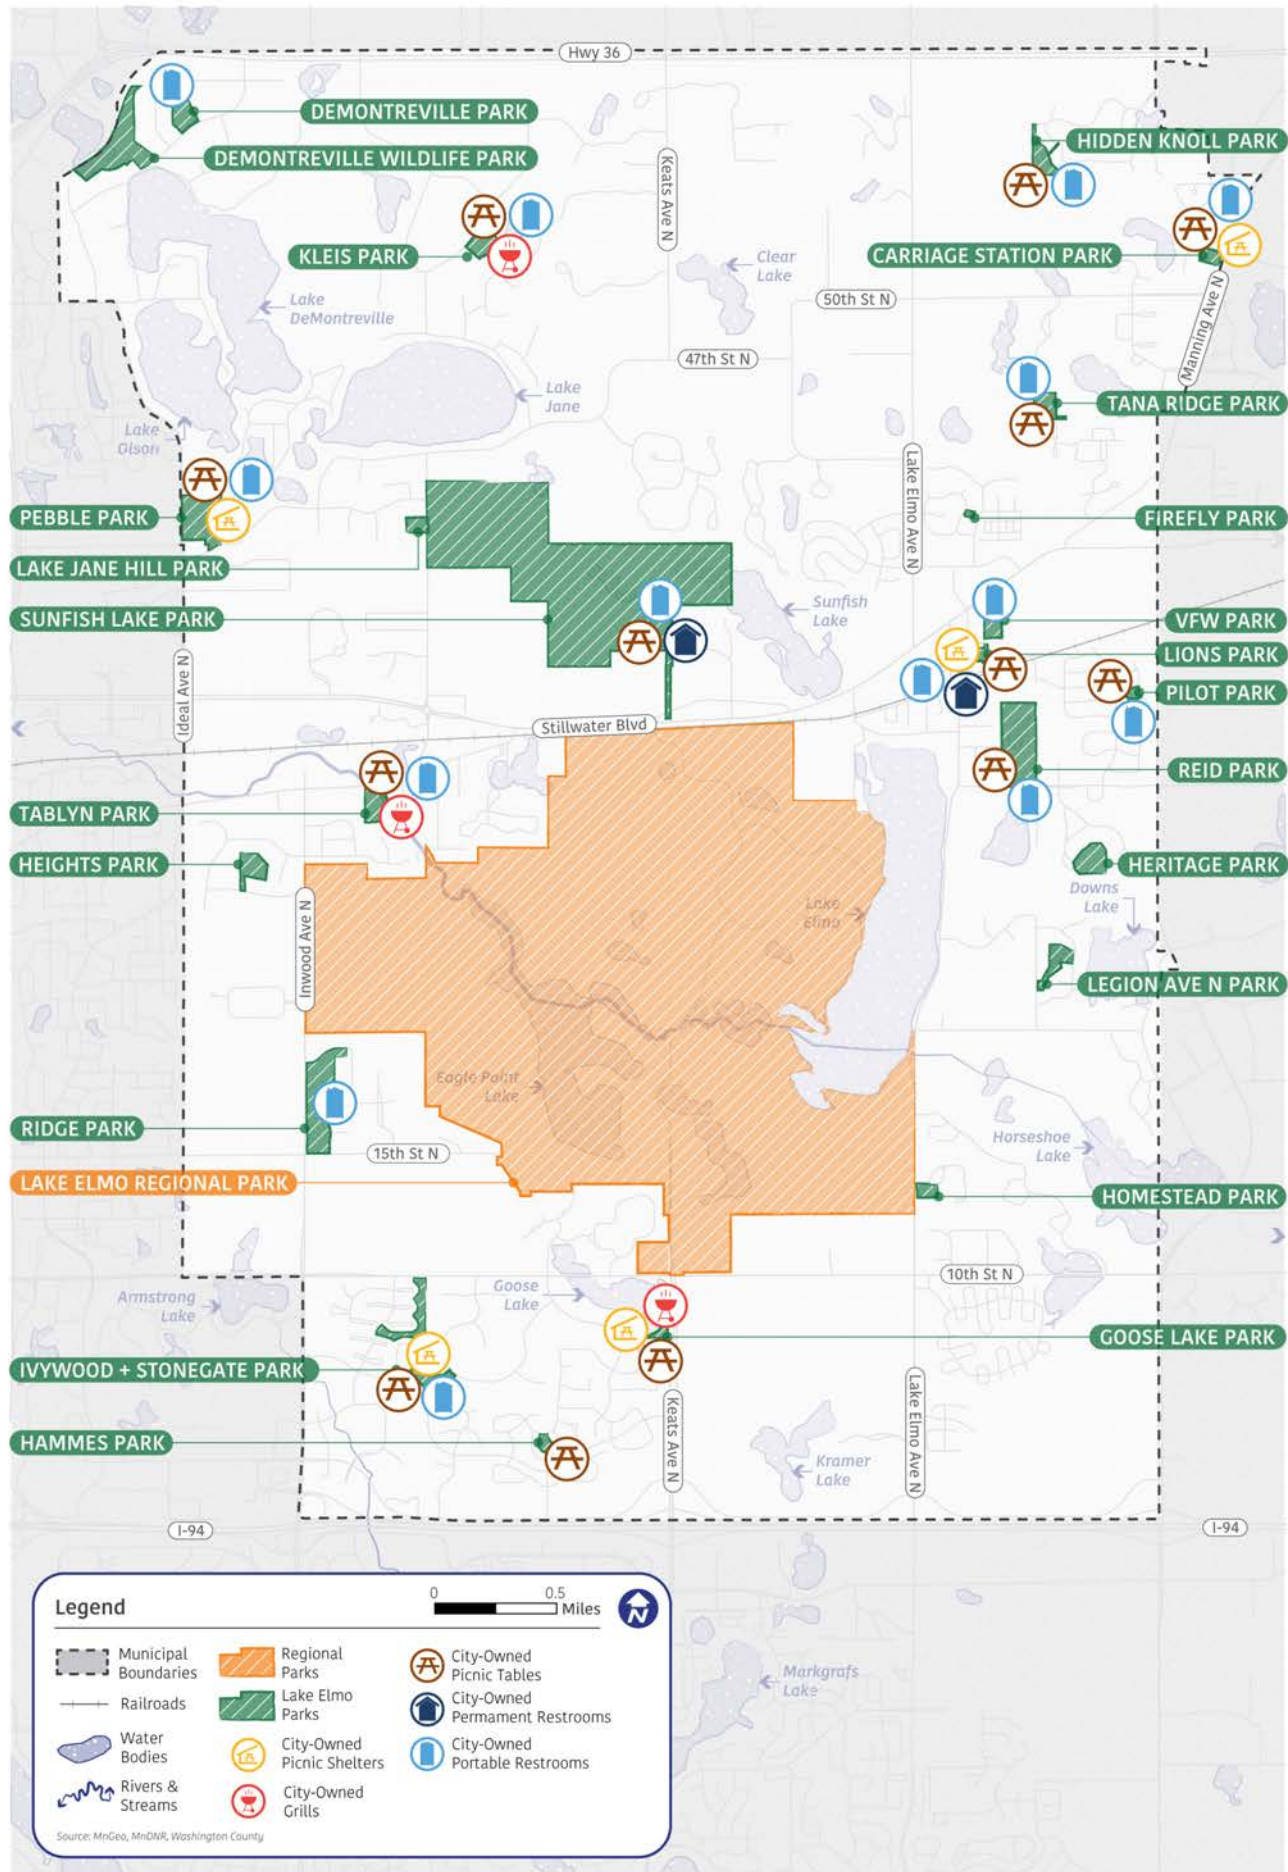 Hwy 36
DEMONTREVILLE PARK
DEMONTREVILLE WILDLIFE PARK
Keats Ave N
HIDDEN KNOLL PARK
KLEIS PARK
Clear
Lake
CARRIAGE STATION PARK
Lake
DeMontreville
50th St N
Manning Ave N
47th St N
Lake
Jane
TANA RIDGE PARK
Lake
Olson
Lake Elmo Ave N
PEBBLE PARK
FIREFLY PARK
LAKE JANE HILL PARK
SUNFISH LAKE PARK
Sunfish
Lake
VFW PARK
LIONS PARK
PILOT PARK
Ideal Ave N
Stillwater Blvd
REID PARK
TABLYN PARK
HEIGHTS PARK
HERITAGE PARK
Downs
Lake
Inwood Ave N
Lake
Elmo
LEGION AVE N PARK
Eagle Point
Lake
RIDGE PARK
15th St N
Horseshoe
Lake
LAKE ELMO REGIONAL PARK
HOMESTEAD PARK
10th St N
Armstrong
Lake
Goose
Lake
GOOSE LAKE PARK
IVYWOOD + STONEGATE PARK
Keats Ave N
Lake Elmo Ave N
HAMMES PARK
Kramer
Lake
I-94
I-94
Legend
0 0.5
Miles
N
Municipal
Boundaries
Railroads
Water
Bodies
Rivers &
Streams
Regional
Parks
Lake Elmo
Parks
City-Owned
Picnic Shelters
City-Owned
Grills
City-Owned
Picnic Tables
City-Owned
Permament Restrooms
City-Owned
Portable Restrooms
Source: MnGeo, MnDNR, Washington County
Markgrafs
Lake